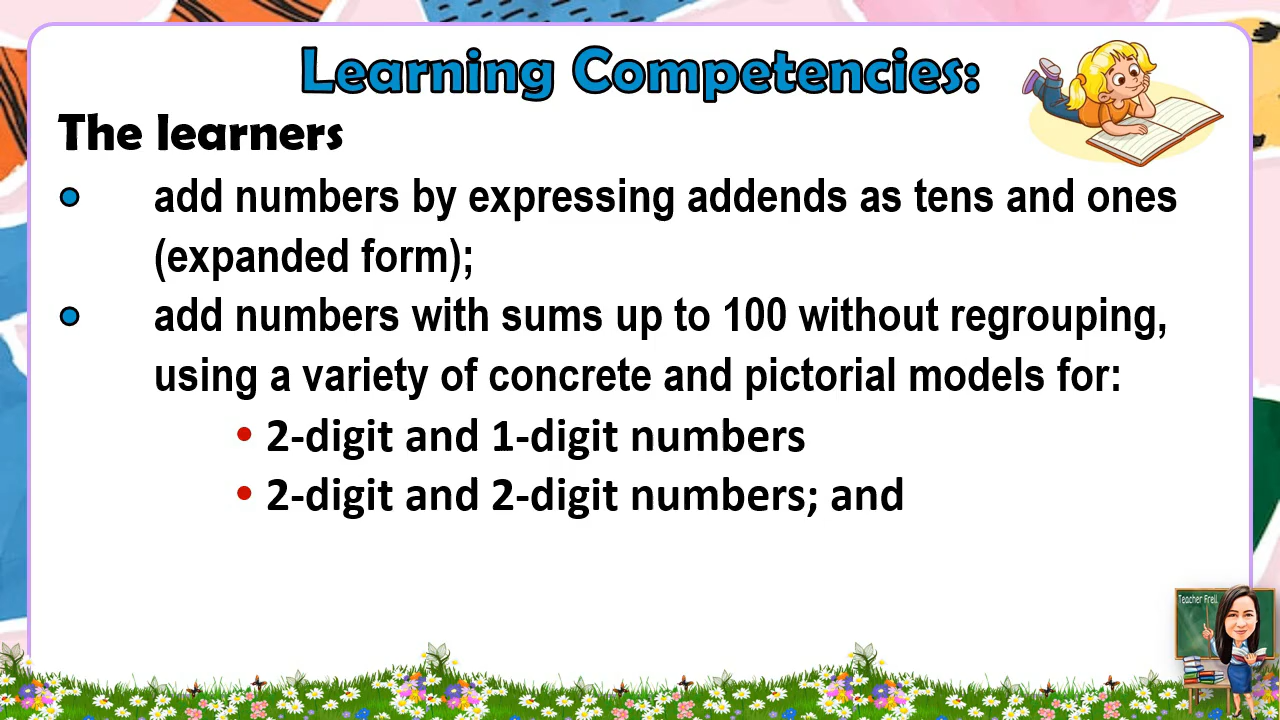 Learning Competencies:
The learners
add numbers by expressing addends as tens and ones
(expanded form);
add numbers with sums up to 100 without regrouping,
using a variety of concrete and pictorial models for:
• 2-digit and 1-digit numbers
• 2-digit and 2-digit numbers; and
Teacher Frell